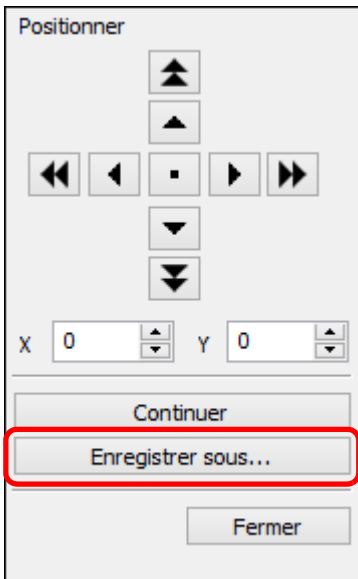 Positionner
X 0 Y 0
Continuer
Enregistrer sous...
Fermer